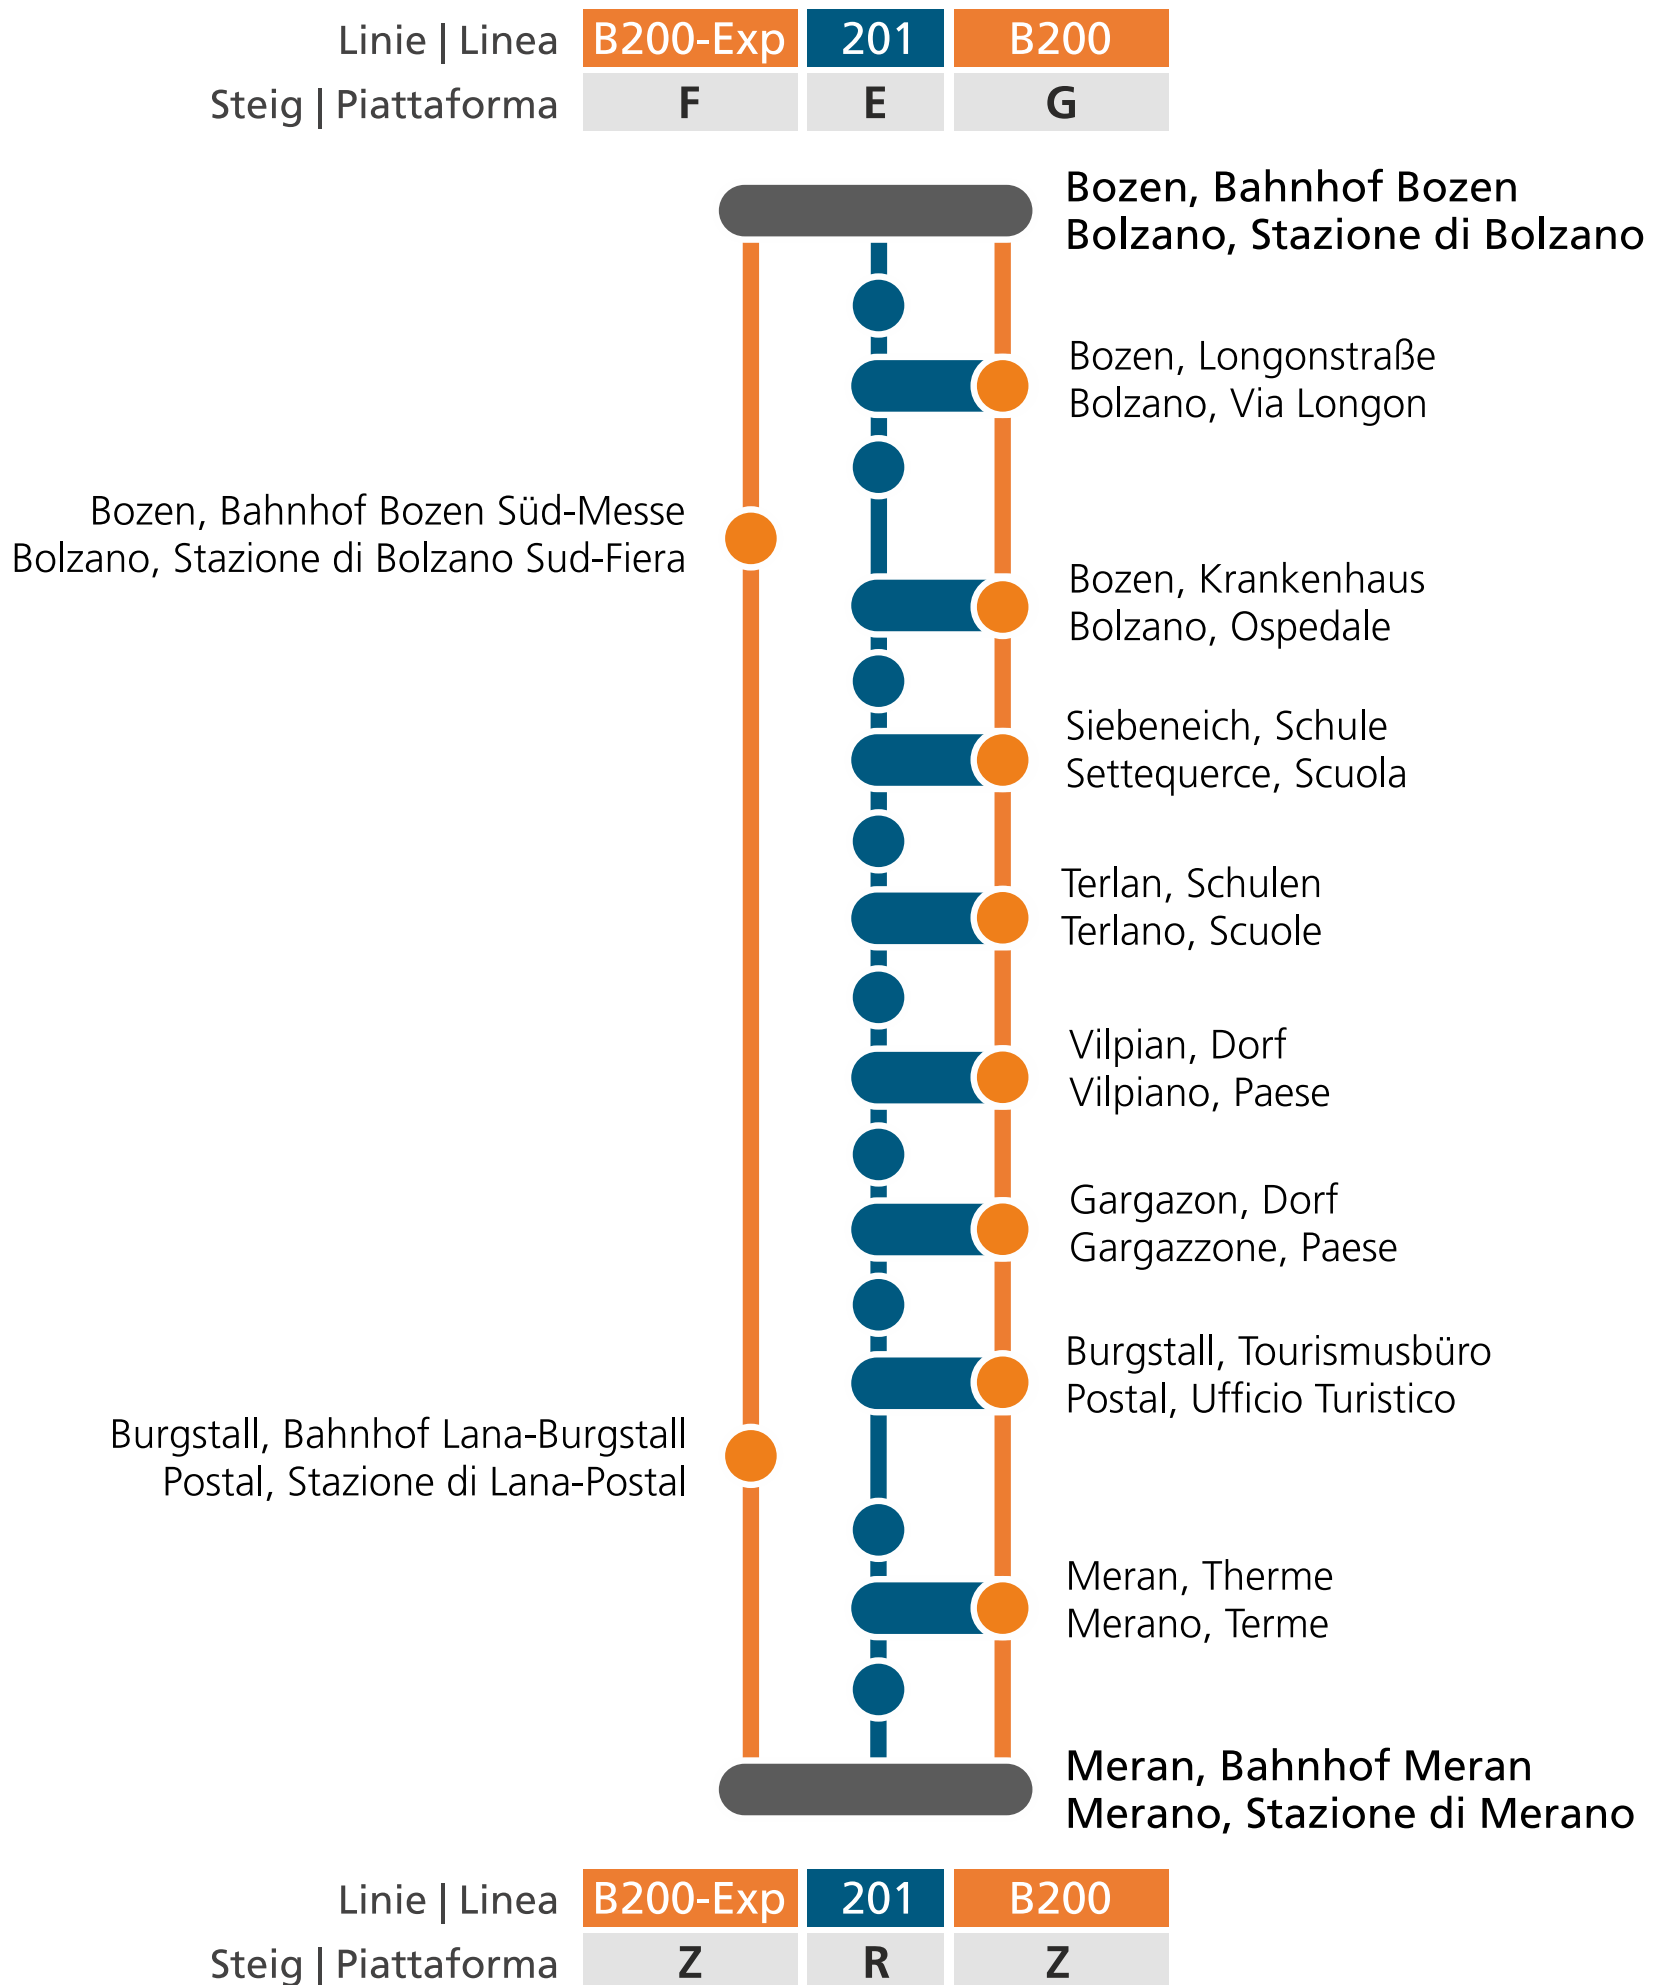 Linie | Linea B200-Exp 201 B200
Steig | Piattaforma F E G
Bozen, Bahnhof Bozen
Bolzano, Stazione di Bolzano
Bozen, Longonstraße
Bolzano, Via Longon
Bozen, Bahnhof Bozen Süd-Messe
Bolzano, Stazione di Bolzano Sud-Fiera
Bozen, Krankenhaus
Bolzano, Ospedale
Siebeneich, Schule
Settequerce, Scuola
Terlan, Schulen
Terlano, Scuole
Vilpian, Dorf
Vilpiano, Paese
Gargazon, Dorf
Gargazzone, Paese
Burgstall, Tourismusbüro
Postal, Ufficio Turistico
Burgstall, Bahnhof Lana-Burgstall
Postal, Stazione di Lana-Postal
Meran, Therme
Merano, Terme
Meran, Bahnhof Meran
Merano, Stazione di Merano
Linie | Linea B200-Exp 201 B200
Steig | Piattaforma Z R Z